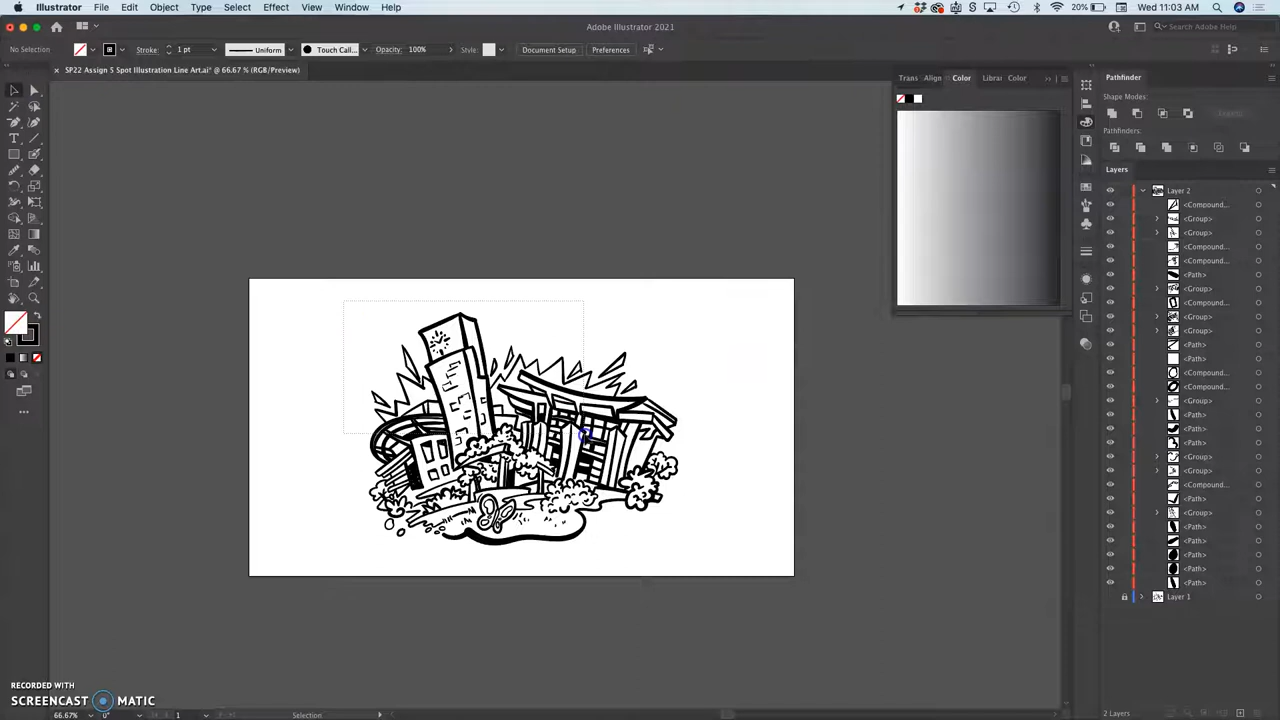 Illustrator File Edit Object Type Select Effect View Window Help
20% Wed 11:03 AM
Adobe Illustrator 2021
Search Adobe Help
No Selection Stroke: 1 pt Uniform Touch Call... Opacity: 100% Style: Document Setup Preferences
× SP22 Assign 5 Spot Illustration Line Art.ai* @ 66.67 % (RGB/Preview)
Trans Align Color Librai Color
Pathfinder
Shape Modes:
Pathfinders:
Layers
Layer 2
<Compound...
<Group>
<Group>
<Compound...
<Compound...
<Path>
<Group>
<Compound...
<Group>
<Group>
<Path>
<Path>
<Compound...
<Compound...
<Group>
<Path>
<Path>
<Path>
<Group>
<Group>
<Compound...
<Path>
<Group>
<Path>
<Path>
<Path>
<Path>
<Path>
Layer 1
RECORDED WITH
SCREENCAST MATIC
66.67% 0° 1 Selection
2 Layers